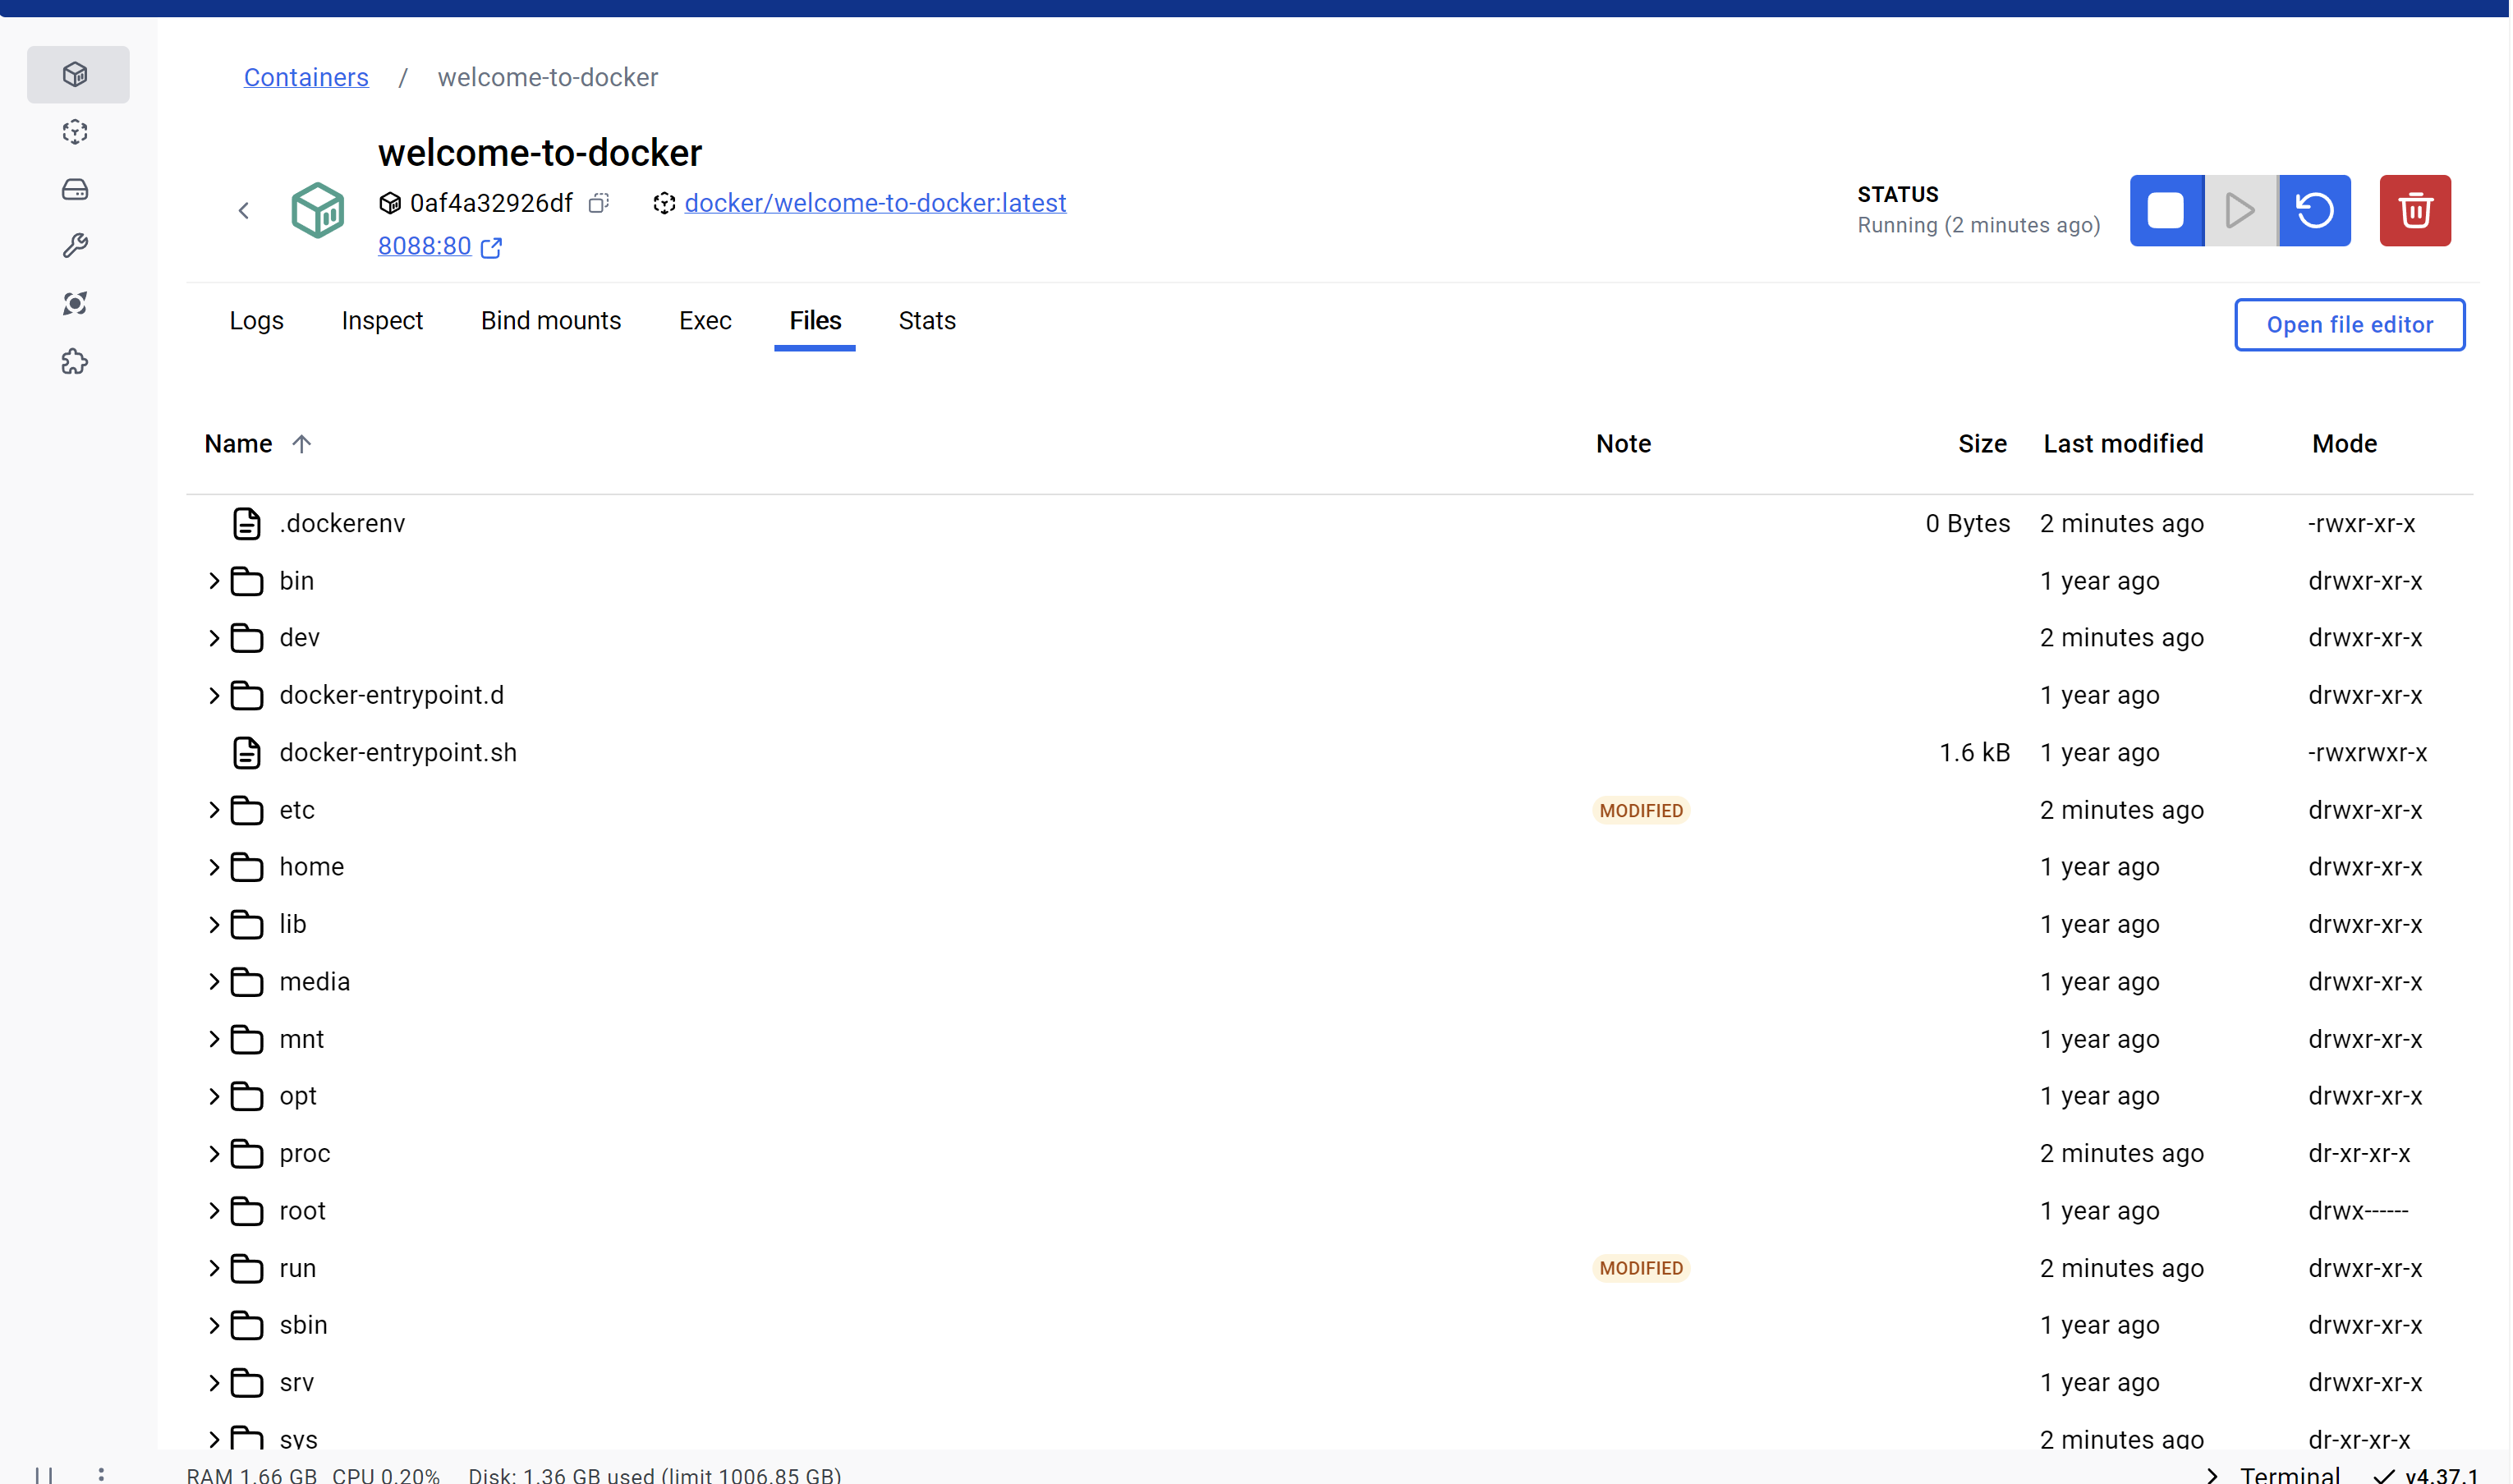 Containers / welcome-to-docker
welcome-to-docker
0af4a32926df docker/welcome-to-docker:latest
8088:80
STATUS
Running (2 minutes ago)
Logs Inspect Bind mounts Exec Files Stats Open file editor
Name Note Size Last modified Mode
.dockerenv 0 Bytes 2 minutes ago -rwxr-xr-x
bin 1 year ago drwxr-xr-x
dev 2 minutes ago drwxr-xr-x
docker-entrypoint.d 1 year ago drwxr-xr-x
docker-entrypoint.sh 1.6 kB 1 year ago -rwxrwxr-x
etc MODIFIED 2 minutes ago drwxr-xr-x
home 1 year ago drwxr-xr-x
lib 1 year ago drwxr-xr-x
media 1 year ago drwxr-xr-x
mnt 1 year ago drwxr-xr-x
opt 1 year ago drwxr-xr-x
proc 2 minutes ago dr-xr-xr-x
root 1 year ago drwx------
run MODIFIED 2 minutes ago drwxr-xr-x
sbin 1 year ago drwxr-xr-x
srv 1 year ago drwxr-xr-x
sys 2 minutes ago dr-xr-xr-x
RAM 1.66 GB CPU 0.20% Disk: 1.36 GB used (limit 1006.85 GB) Terminal v4.37.1